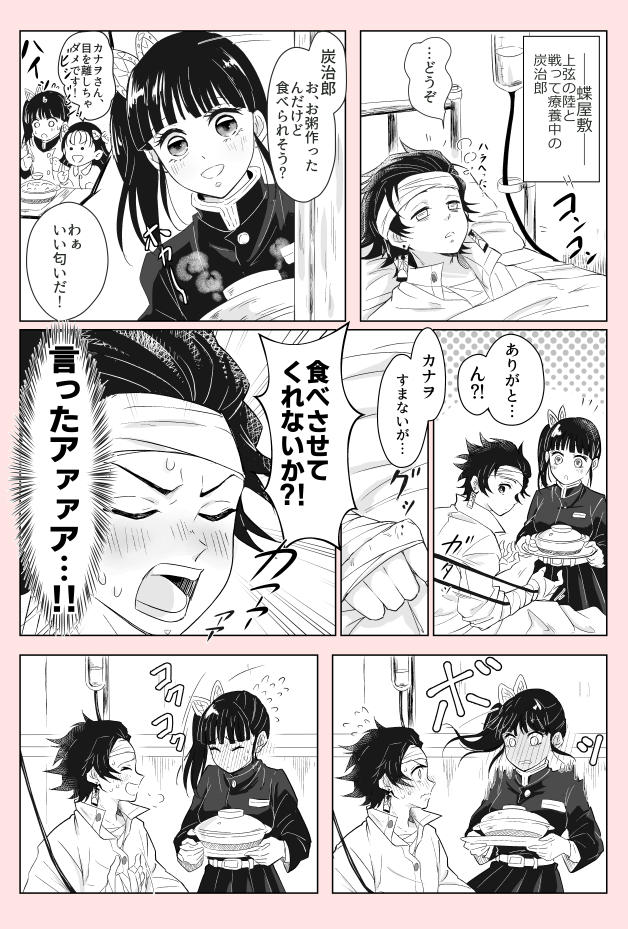 ――蝶屋敷――
上弦の陸と
戦って療養中の
炭治郎
コンコン
ハラへった…
…どうぞ
炭治郎
お、お粥作った
んだけど
食べられそう?
ホカ
カナヲさん、
目を離しちゃ
ダメです!
ビシッ
ハイ
わぁ
いい匂いだ!
ありがと…
ん?!
ガタッ
カナヲ
すまないが…
グッ
食べさせて
くれないか?!
カァァァ
言ったアァァア…!!
ボッ
コク
コク